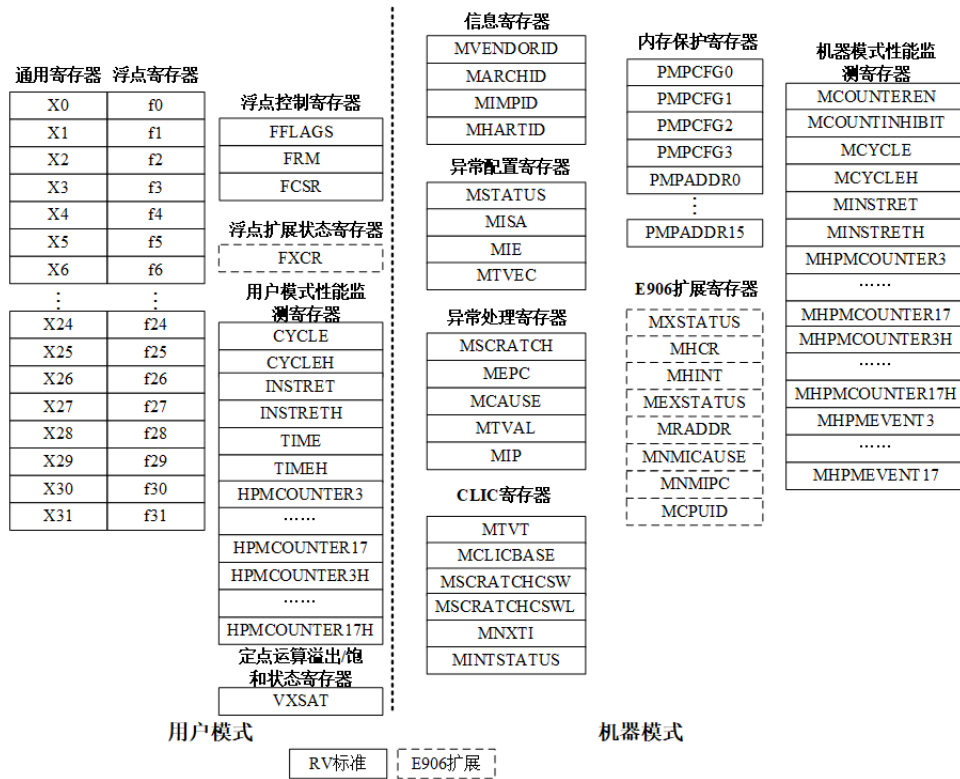 通用寄存器
X0
X1
X2
X3
X4
X5
X6
⋮
X24
X25
X26
X27
X28
X29
X30
X31
浮点寄存器
f0
f1
f2
f3
f4
f5
f6
⋮
f24
f25
f26
f27
f28
f29
f30
f31
浮点控制寄存器
FFLAGS
FRM
FCSR
浮点扩展状态寄存器
FXCR
用户模式性能监
测寄存器
CYCLE
CYCLEH
INSTRET
INSTRETH
TIME
TIMEH
HPMCOUNTER3
……
HPMCOUNTER17
HPMCOUNTER3H
……
HPMCOUNTER17H
定点运算溢出/饱
和状态寄存器
VXSAT
用户模式
信息寄存器
MVENDORID
MARCHID
MIMPID
MHARTID
异常配置寄存器
MSTATUS
MISA
MIE
MTVEC
异常处理寄存器
MSCRATCH
MEPC
MCAUSE
MTVAL
MIP
CLIC寄存器
MTVT
MCLICBASE
MSCRATCHCSW
MSCRATCHCSWL
MNXTI
MINTSTATUS
内存保护寄存器
PMPCFG0
PMPCFG1
PMPCFG2
PMPCFG3
PMPADDR0
⋮
PMPADDR15
E906扩展寄存器
MXSTATUS
MHCR
MHINT
MEXSTATUS
MRADDR
MNMICAUSE
MNMIPC
MCPUID
机器模式性能监
测寄存器
MCOUNTEREN
MCOUNTINHIBIT
MCYCLE
MCYCLEH
MINSTRET
MINSTRETH
MHPMCOUNTER3
……
MHPMCOUNTER17
MHPMCOUNTER3H
……
MHPMCOUNTER17H
MHPMEVENT3
……
MHPMEVENT17
机器模式
RV标准
E906扩展